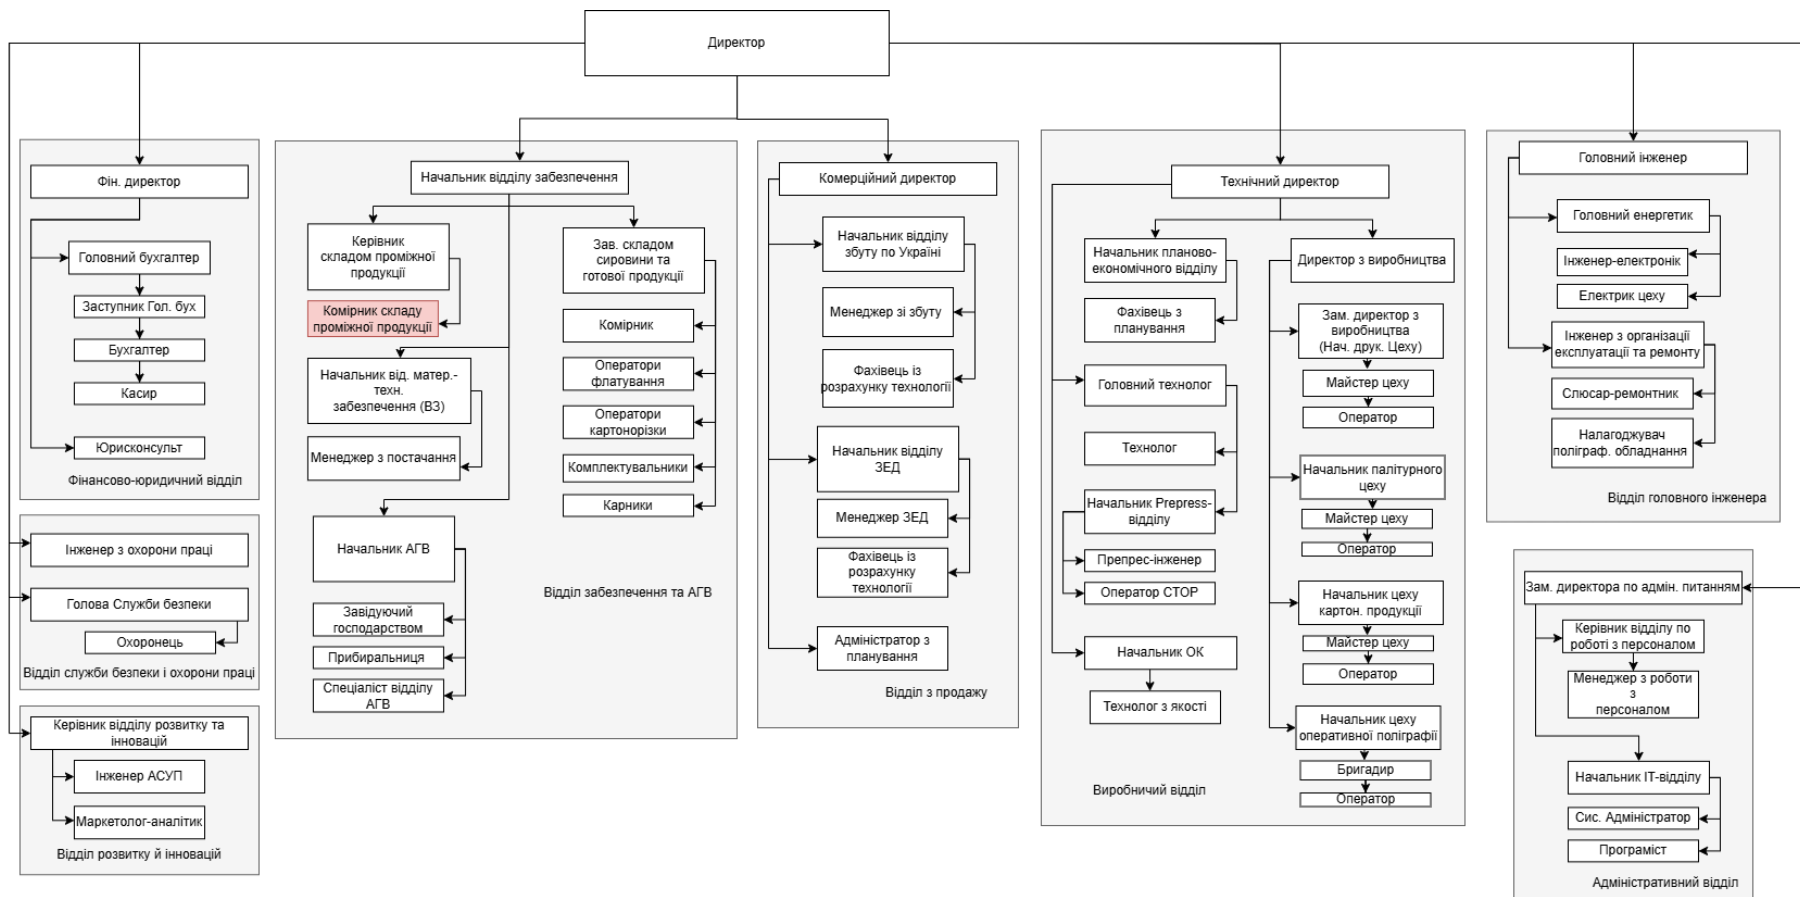 Директор
Фін. директор
Головний бухгалтер
Заступник Гол. бух
Бухгалтер
Касир
Юрисконсульт
Фінансово-юридичний відділ
Інженер з охорони праці
Голова Служби безпеки
Охоронець
Відділ служби безпеки і охорони праці
Керівник відділу розвитку та
інновацій
Інженер АСУП
Маркетолог-аналітик
Відділ розвитку й інновацій
Начальник відділу забезпечення
Керівник
складом проміжної
продукції
Комірник складу
проміжної продукції
Начальник від. матер.-
техн.
забезпечення (ВЗ)
Менеджер з постачання
Начальник АГВ
Завідуючий
господарством
Прибиральниця
Спеціаліст відділу
АГВ
Зав. складом
сировини та
готової продукції
Комірник
Оператори
флатування
Оператори
картонорізки
Комплектувальники
Карники
Відділ забезпечення та АГВ
Комерційний директор
Начальник відділу
збуту по Україні
Менеджер зі збуту
Фахівець із
розрахунку технології
Начальник відділу
ЗЕД
Менеджер ЗЕД
Фахівець із
розрахунку
технології
Адміністратор з
планування
Відділ з продажу
Технічний директор
Начальник планово-
економічного відділу
Фахівець з
планування
Головний технолог
Технолог
Начальник Prepress-
відділу
Препрес-інженер
Оператор СТОР
Начальник ОК
Технолог з якості
Директор з виробництва
Зам. директор з
виробництва
(Нач. друк. Цеху)
Майстер цеху
Оператор
Начальник палітурного
цеху
Майстер цеху
Оператор
Начальник цеху
картон. продукції
Майстер цеху
Оператор
Начальник цеху
оперативної поліграфії
Бригадир
Оператор
Виробничий відділ
Головний інженер
Головний енергетик
Інженер-електронік
Електрик цеху
Інженер з організації
експлуатації та ремонту
Слюсар-ремонтник
Налагоджувач
поліграф. обладнання
Відділ головного інженера
Зам. директора по адмін. питанням
Керівник відділу по
роботі з персоналом
Менеджер з роботи
з
персоналом
Начальник ІТ-відділу
Сис. Адміністратор
Програміст
Адміністративний відділ